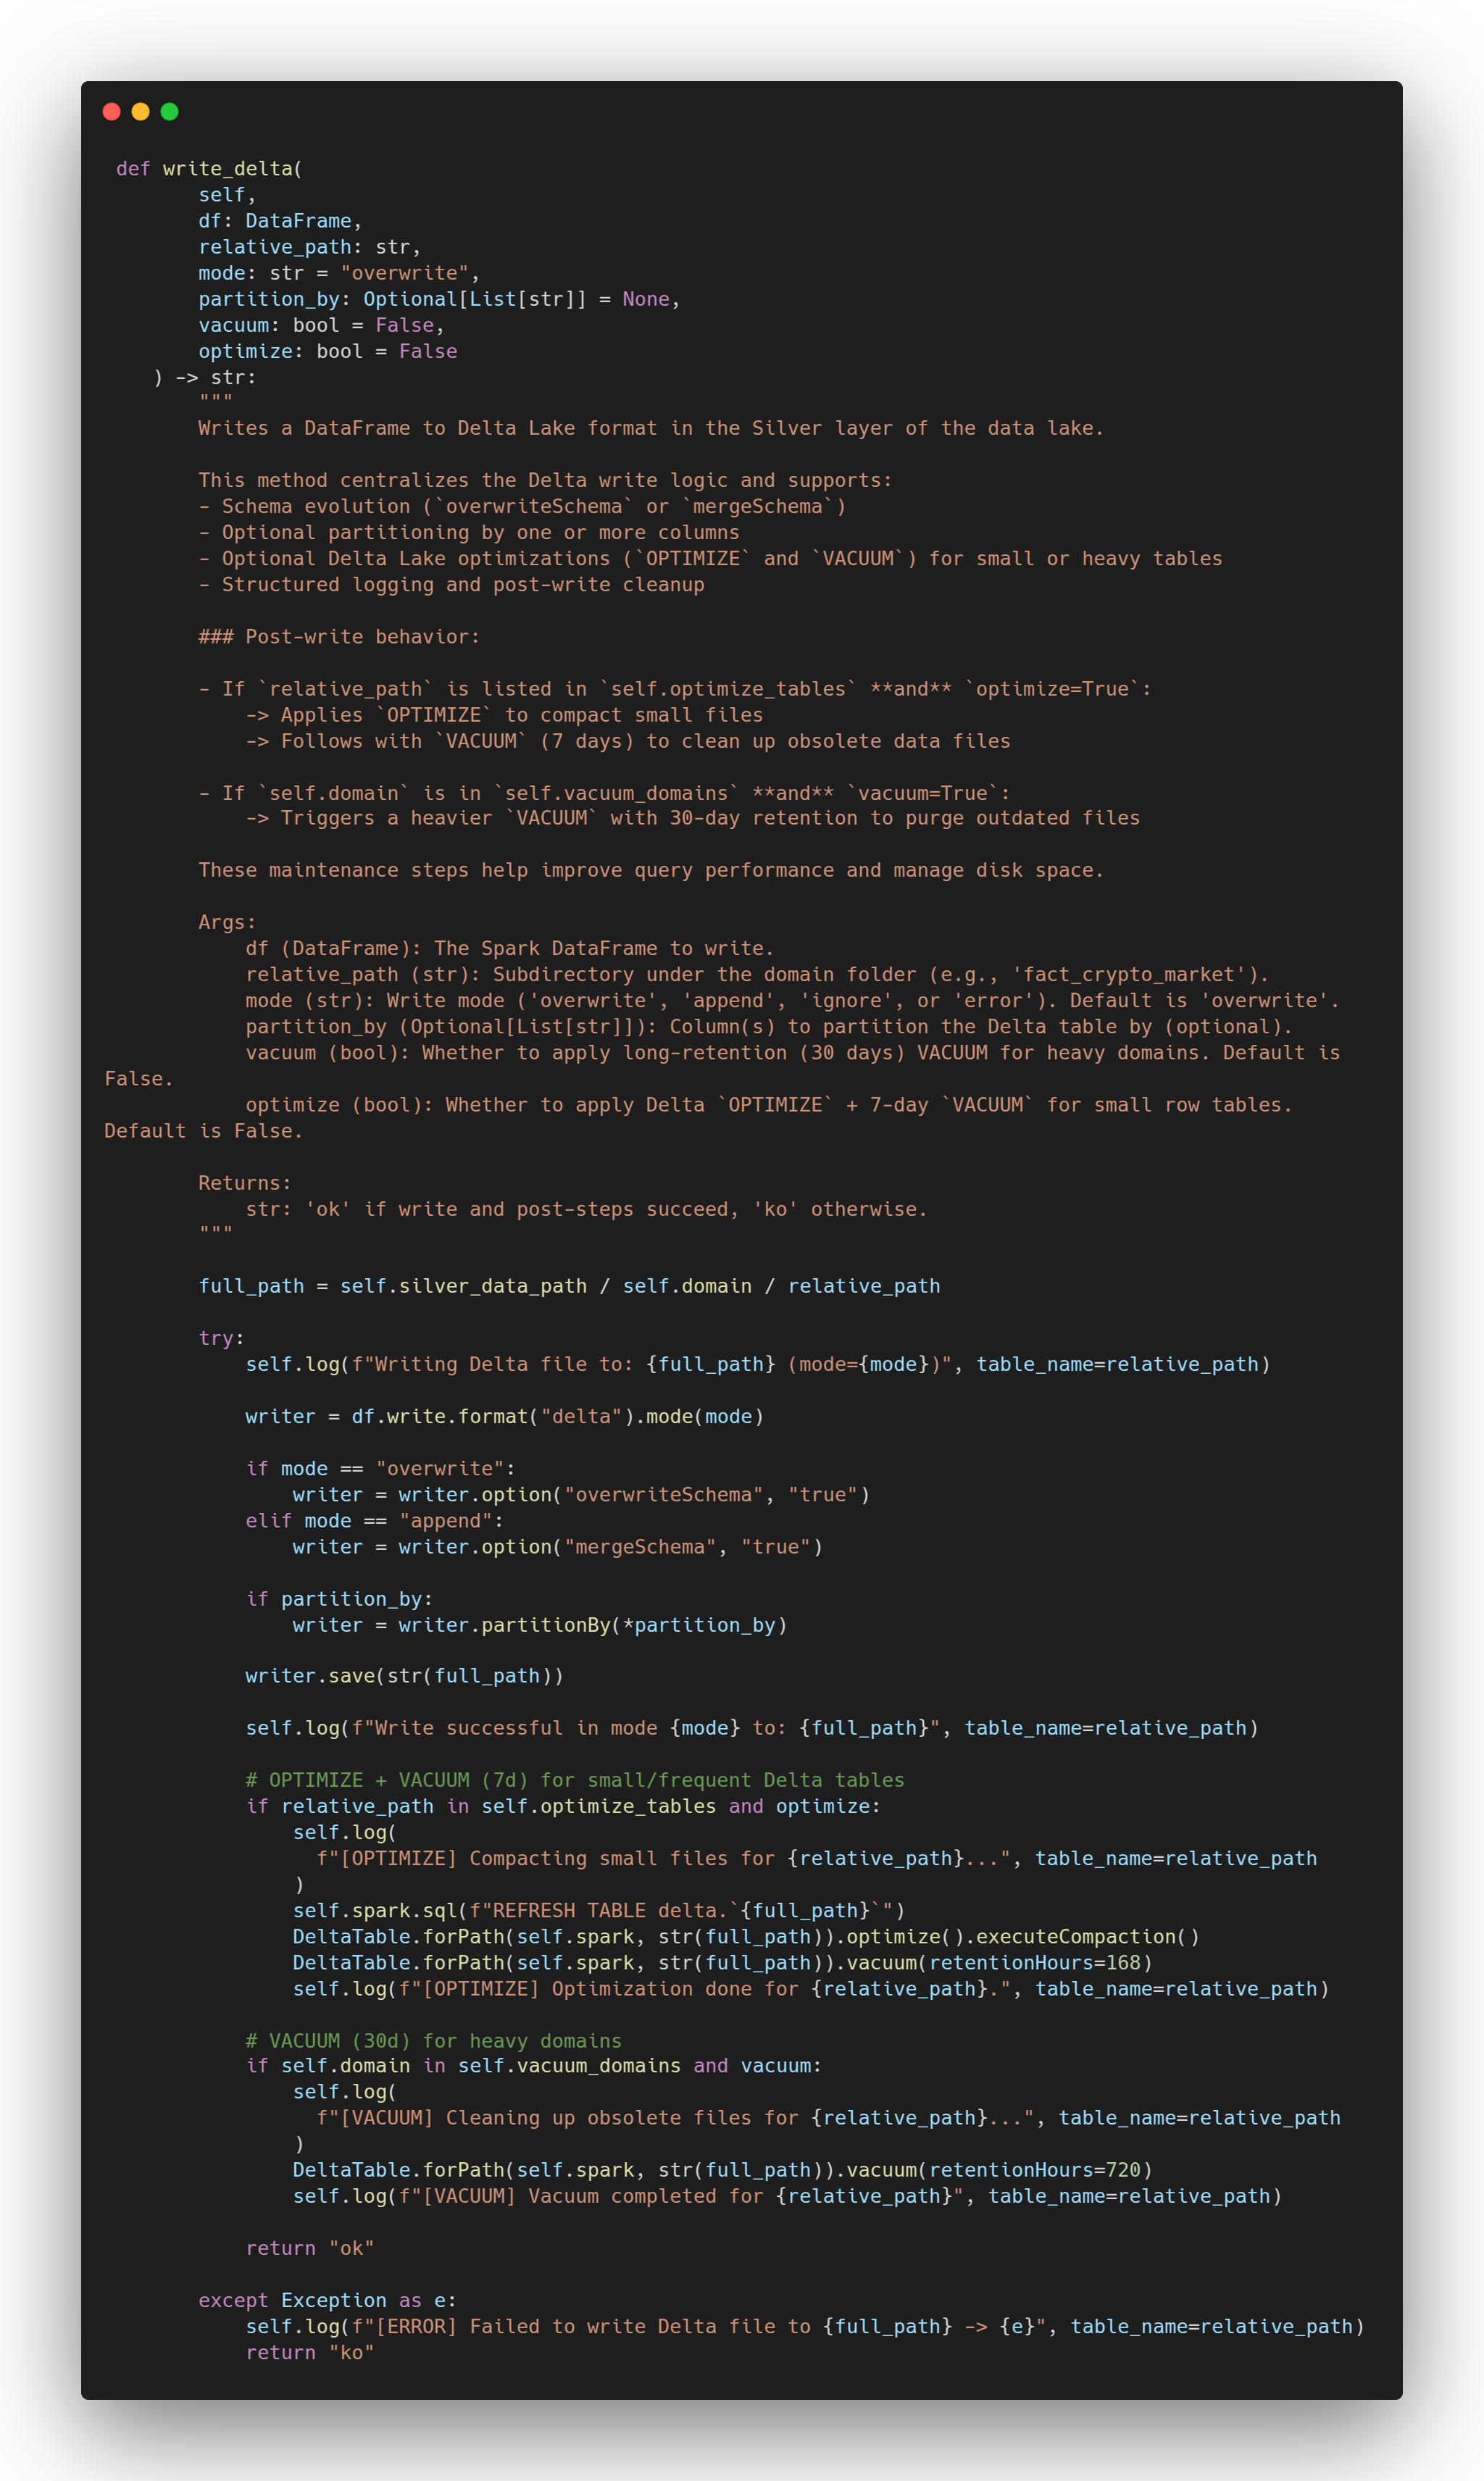 def write_delta(
        self,
        df: DataFrame,
        relative_path: str,
        mode: str = "overwrite",
        partition_by: Optional[List[str]] = None,
        vacuum: bool = False,
        optimize: bool = False
    ) -> str:
        """
        Writes a DataFrame to Delta Lake format in the Silver layer of the data lake.

        This method centralizes the Delta write logic and supports:
        - Schema evolution (`overwriteSchema` or `mergeSchema`)
        - Optional partitioning by one or more columns
        - Optional Delta Lake optimizations (`OPTIMIZE` and `VACUUM`) for small or heavy tables
        - Structured logging and post-write cleanup

        ### Post-write behavior:

        - If `relative_path` is listed in `self.optimize_tables` **and** `optimize=True`:
            -> Applies `OPTIMIZE` to compact small files
            -> Follows with `VACUUM` (7 days) to clean up obsolete data files

        - If `self.domain` is in `self.vacuum_domains` **and** `vacuum=True`:
            -> Triggers a heavier `VACUUM` with 30-day retention to purge outdated files

        These maintenance steps help improve query performance and manage disk space.

        Args:
            df (DataFrame): The Spark DataFrame to write.
            relative_path (str): Subdirectory under the domain folder (e.g., 'fact_crypto_market').
            mode (str): Write mode ('overwrite', 'append', 'ignore', or 'error'). Default is 'overwrite'.
            partition_by (Optional[List[str]]): Column(s) to partition the Delta table by (optional).
            vacuum (bool): Whether to apply long-retention (30 days) VACUUM for heavy domains. Default is
False.
            optimize (bool): Whether to apply Delta `OPTIMIZE` + 7-day `VACUUM` for small row tables.
Default is False.

        Returns:
            str: 'ok' if write and post-steps succeed, 'ko' otherwise.
        """

        full_path = self.silver_data_path / self.domain / relative_path

        try:
            self.log(f"Writing Delta file to: {full_path} (mode={mode})", table_name=relative_path)

            writer = df.write.format("delta").mode(mode)

            if mode == "overwrite":
                writer = writer.option("overwriteSchema", "true")
            elif mode == "append":
                writer = writer.option("mergeSchema", "true")

            if partition_by:
                writer = writer.partitionBy(*partition_by)

            writer.save(str(full_path))

            self.log(f"Write successful in mode {mode} to: {full_path}", table_name=relative_path)

            # OPTIMIZE + VACUUM (7d) for small/frequent Delta tables
            if relative_path in self.optimize_tables and optimize:
                self.log(
                  f"[OPTIMIZE] Compacting small files for {relative_path}...", table_name=relative_path
                )
                self.spark.sql(f"REFRESH TABLE delta.`{full_path}`")
                DeltaTable.forPath(self.spark, str(full_path)).optimize().executeCompaction()
                DeltaTable.forPath(self.spark, str(full_path)).vacuum(retentionHours=168)
                self.log(f"[OPTIMIZE] Optimization done for {relative_path}.", table_name=relative_path)

            # VACUUM (30d) for heavy domains
            if self.domain in self.vacuum_domains and vacuum:
                self.log(
                  f"[VACUUM] Cleaning up obsolete files for {relative_path}...", table_name=relative_path
                )
                DeltaTable.forPath(self.spark, str(full_path)).vacuum(retentionHours=720)
                self.log(f"[VACUUM] Vacuum completed for {relative_path}", table_name=relative_path)

            return "ok"

        except Exception as e:
            self.log(f"[ERROR] Failed to write Delta file to {full_path} -> {e}", table_name=relative_path)
            return "ko"